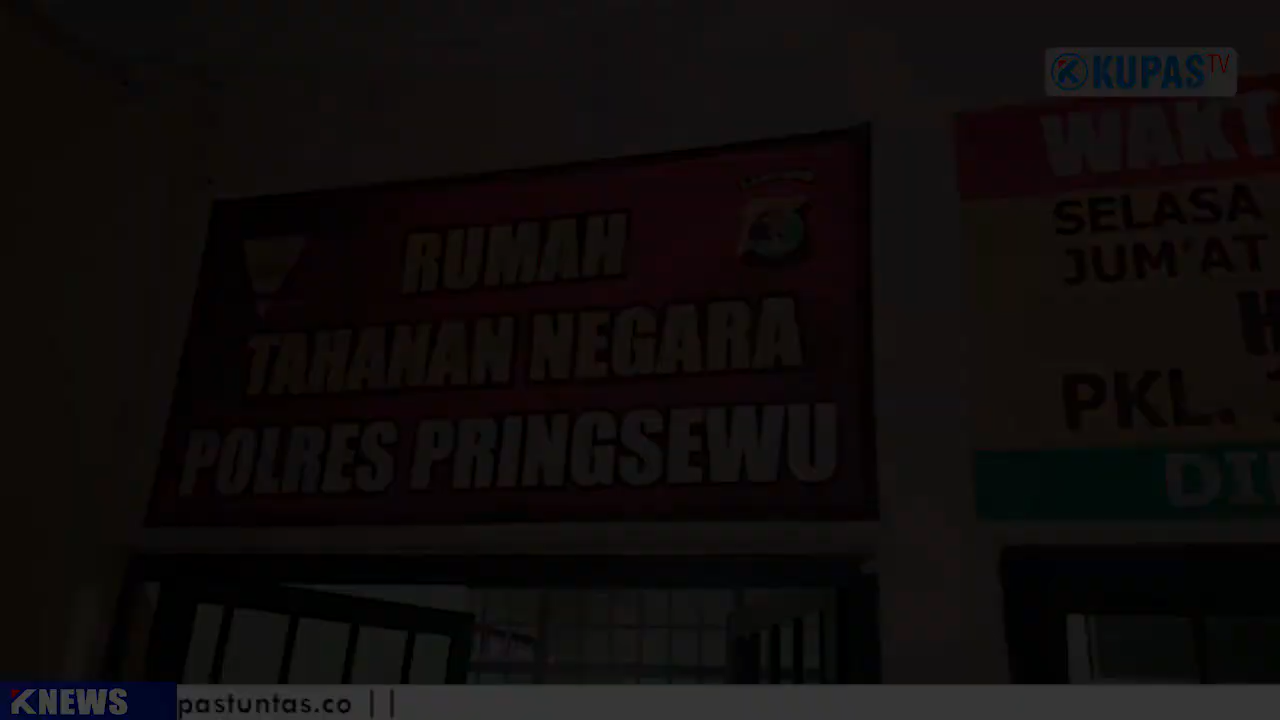 KUPAS TV
RUMAH
TAHANAN NEGARA
POLRES PRINGSEWU
SELASA
JUM'AT
PKL.
KNEWS
pastuntas.co ||